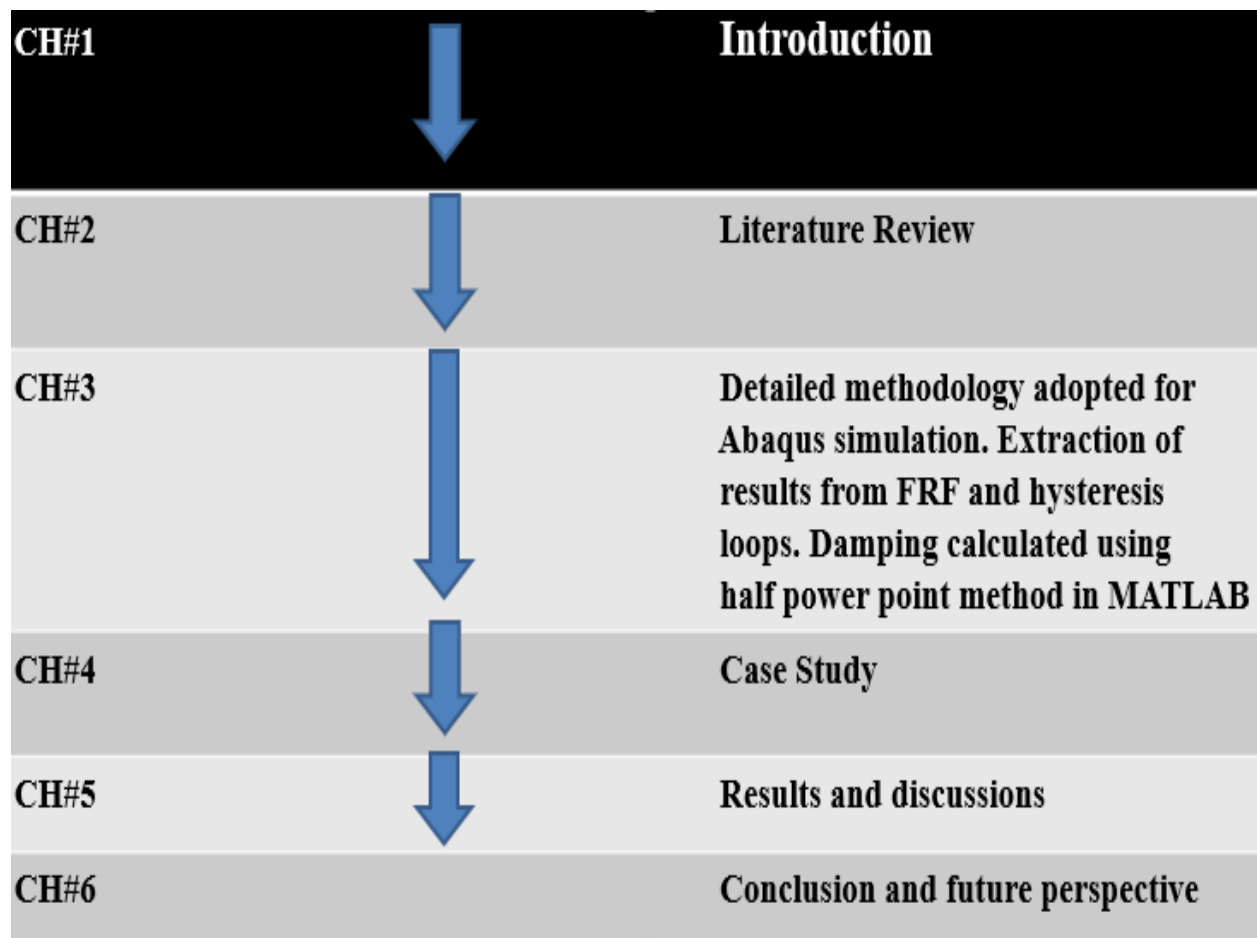 CH#1 Introduction
CH#2 Literature Review
CH#3 Detailed methodology adopted for
Abaqus simulation. Extraction of
results from FRF and hysteresis
loops. Damping calculated using
half power point method in MATLAB
CH#4 Case Study
CH#5 Results and discussions
CH#6 Conclusion and future perspective